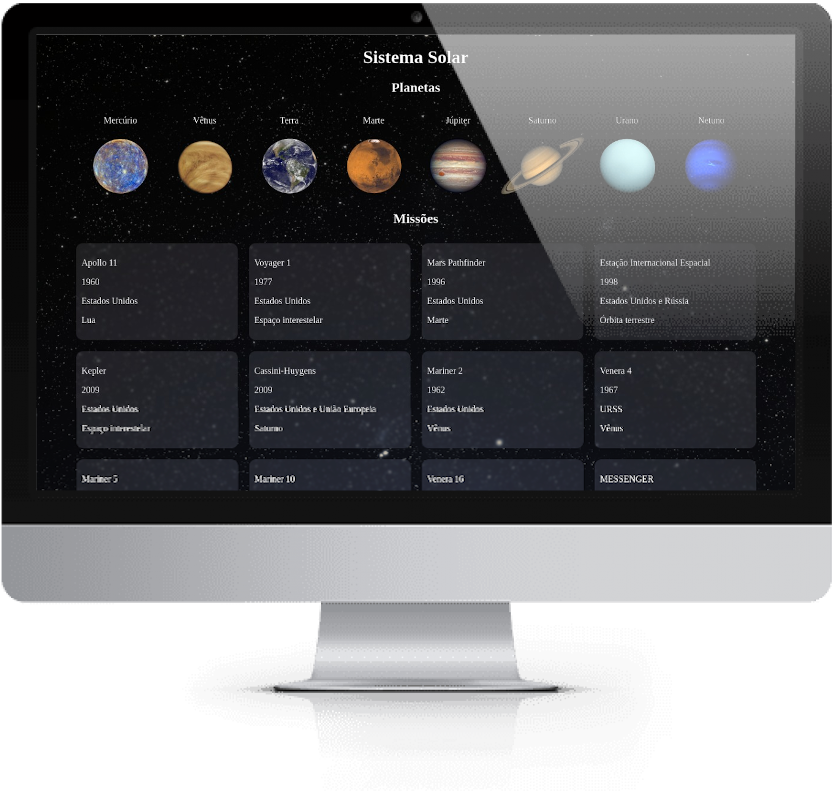 Sistema Solar
Planetas
Mercúrio Vênus Terra Marte Júpiter Saturno Urano Netuno
Missões
Apollo 11 Voyager 1 Mars Pathfinder Estação Internacional Espacial
1960 1977 1996 1998
Estados Unidos Estados Unidos Estados Unidos Estados Unidos e Rússia
Lua Espaço interestelar Marte Órbita terrestre
Kepler Cassini-Huygens Mariner 2 Venera 4
2009 2009 1962 1967
Estados Unidos Estados Unidos e União Europeia Estados Unidos URSS
Espaço interestelar Saturno Vênus Vênus
Mariner 5 Mariner 10 Venera 16 MESSENGER